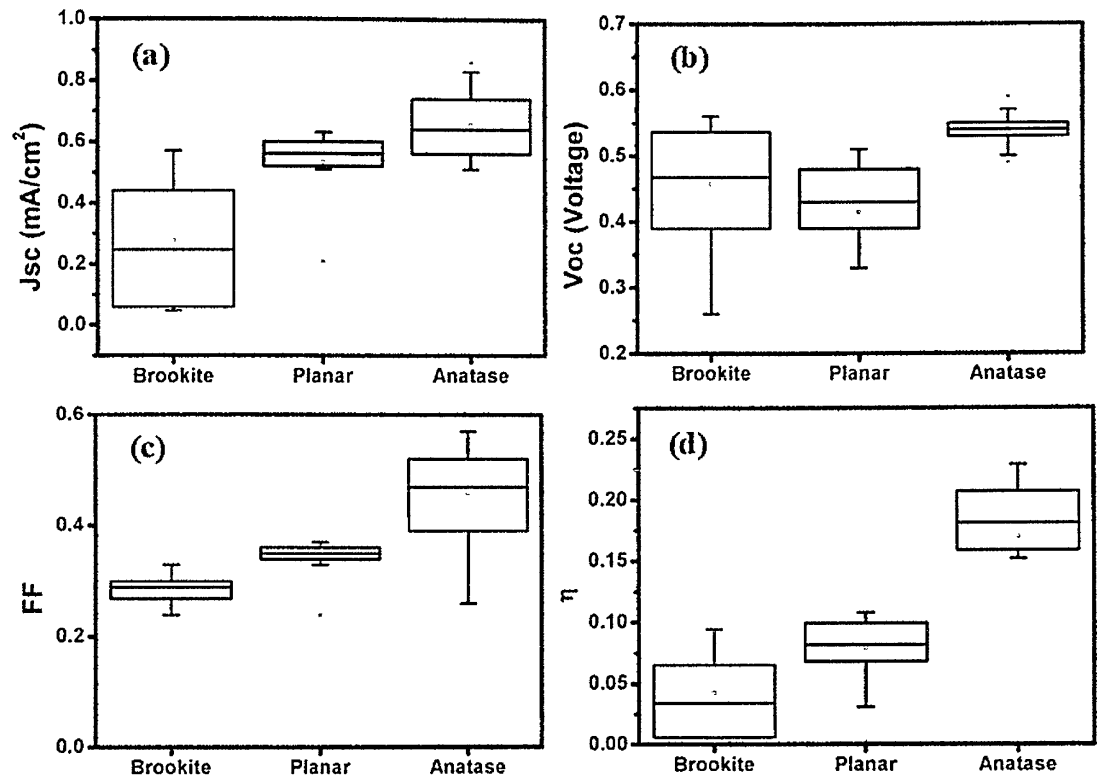 (a)
Jsc (mA/cm²)
1.0
0.8
0.6
0.4
0.2
0.0
Brookite Planar Anatase
(b)
Voc (Voltage)
0.7
0.6
0.5
0.4
0.3
0.2
Brookite Planar Anatase
(c)
FF
0.6
0.4
0.2
0.0
Brookite Planar Anatase
(d)
η
0.25
0.20
0.15
0.10
0.05
0.00
Brookite Planar Anatase